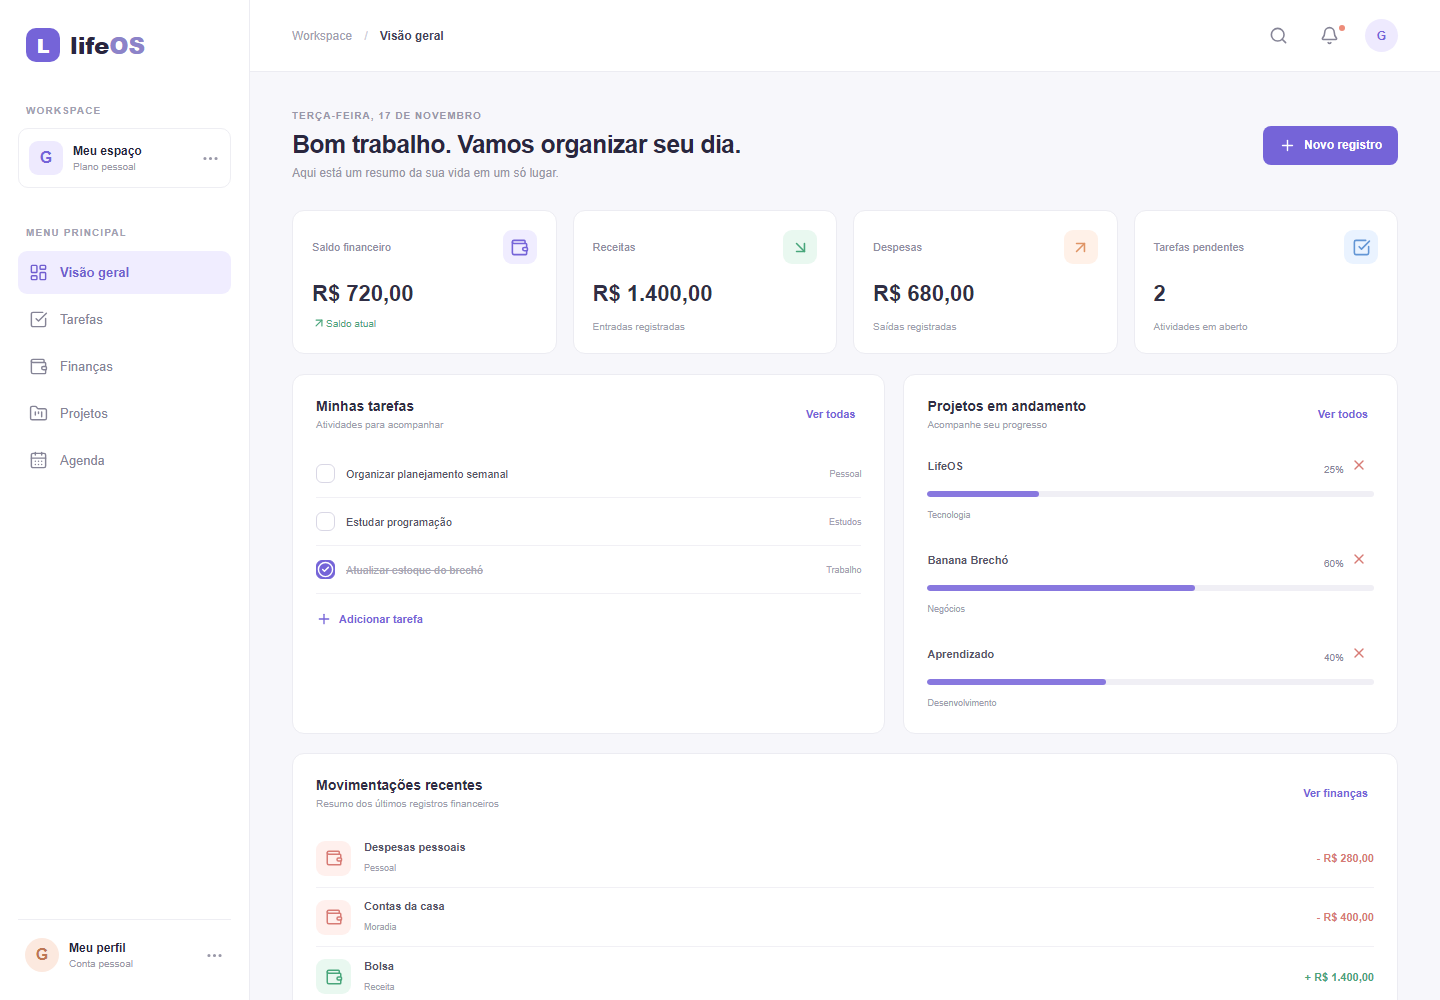 L lifeOS
WORKSPACE
G
Meu espaço
Plano pessoal
MENU PRINCIPAL
Visão geral
Tarefas
Finanças
Projetos
Agenda
G
Meu perfil
Conta pessoal
Workspace / Visão geral
G
TERÇA-FEIRA, 17 DE NOVEMBRO
Bom trabalho. Vamos organizar seu dia.
Aqui está um resumo da sua vida em um só lugar.
Novo registro
Saldo financeiro
R$ 720,00
Saldo atual
Receitas
R$ 1.400,00
Entradas registradas
Despesas
R$ 680,00
Saídas registradas
Tarefas pendentes
2
Atividades em aberto
Minhas tarefas
Atividades para acompanhar
Ver todas
Organizar planejamento semanal Pessoal
Estudar programação Estudos
Atualizar estoque do brechó Trabalho
Adicionar tarefa
Projetos em andamento
Acompanhe seu progresso
Ver todos
LifeOS 25%
Tecnologia
Banana Brechó 60%
Negócios
Aprendizado 40%
Desenvolvimento
Movimentações recentes
Resumo dos últimos registros financeiros
Ver finanças
Despesas pessoais
Pessoal
- R$ 280,00
Contas da casa
Moradia
- R$ 400,00
Bolsa
Receita
+ R$ 1.400,00